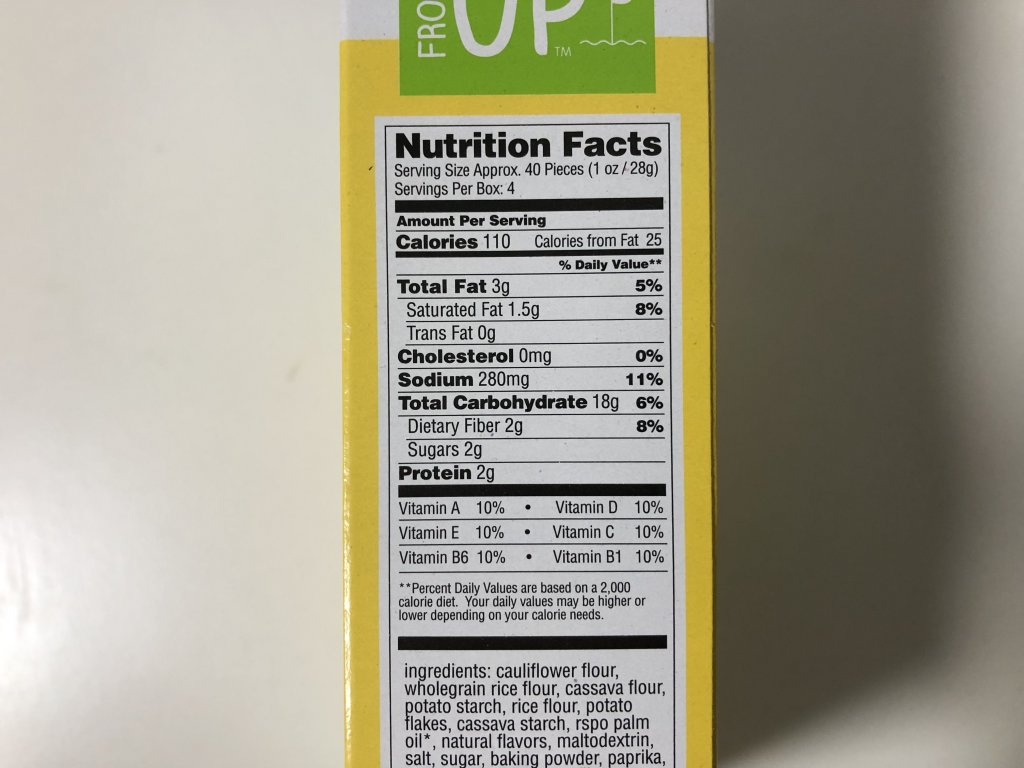 FRO
UP™
Nutrition Facts
Serving Size Approx. 40 Pieces (1 oz / 28g)
Servings Per Box: 4
Amount Per Serving
Calories 110 Calories from Fat 25
% Daily Value**
Total Fat 3g 5%
Saturated Fat 1.5g 8%
Trans Fat 0g
Cholesterol 0mg 0%
Sodium 280mg 11%
Total Carbohydrate 18g 6%
Dietary Fiber 2g 8%
Sugars 2g
Protein 2g
Vitamin A 10% • Vitamin D 10%
Vitamin E 10% • Vitamin C 10%
Vitamin B6 10% • Vitamin B1 10%
**Percent Daily Values are based on a 2,000
calorie diet. Your daily values may be higher or
lower depending on your calorie needs.
ingredients: cauliflower flour,
wholegrain rice flour, cassava flour,
potato starch, rice flour, potato
flakes, cassava starch, rspo palm
oil*, natural flavors, maltodextrin,
salt, sugar, baking powder, paprika,